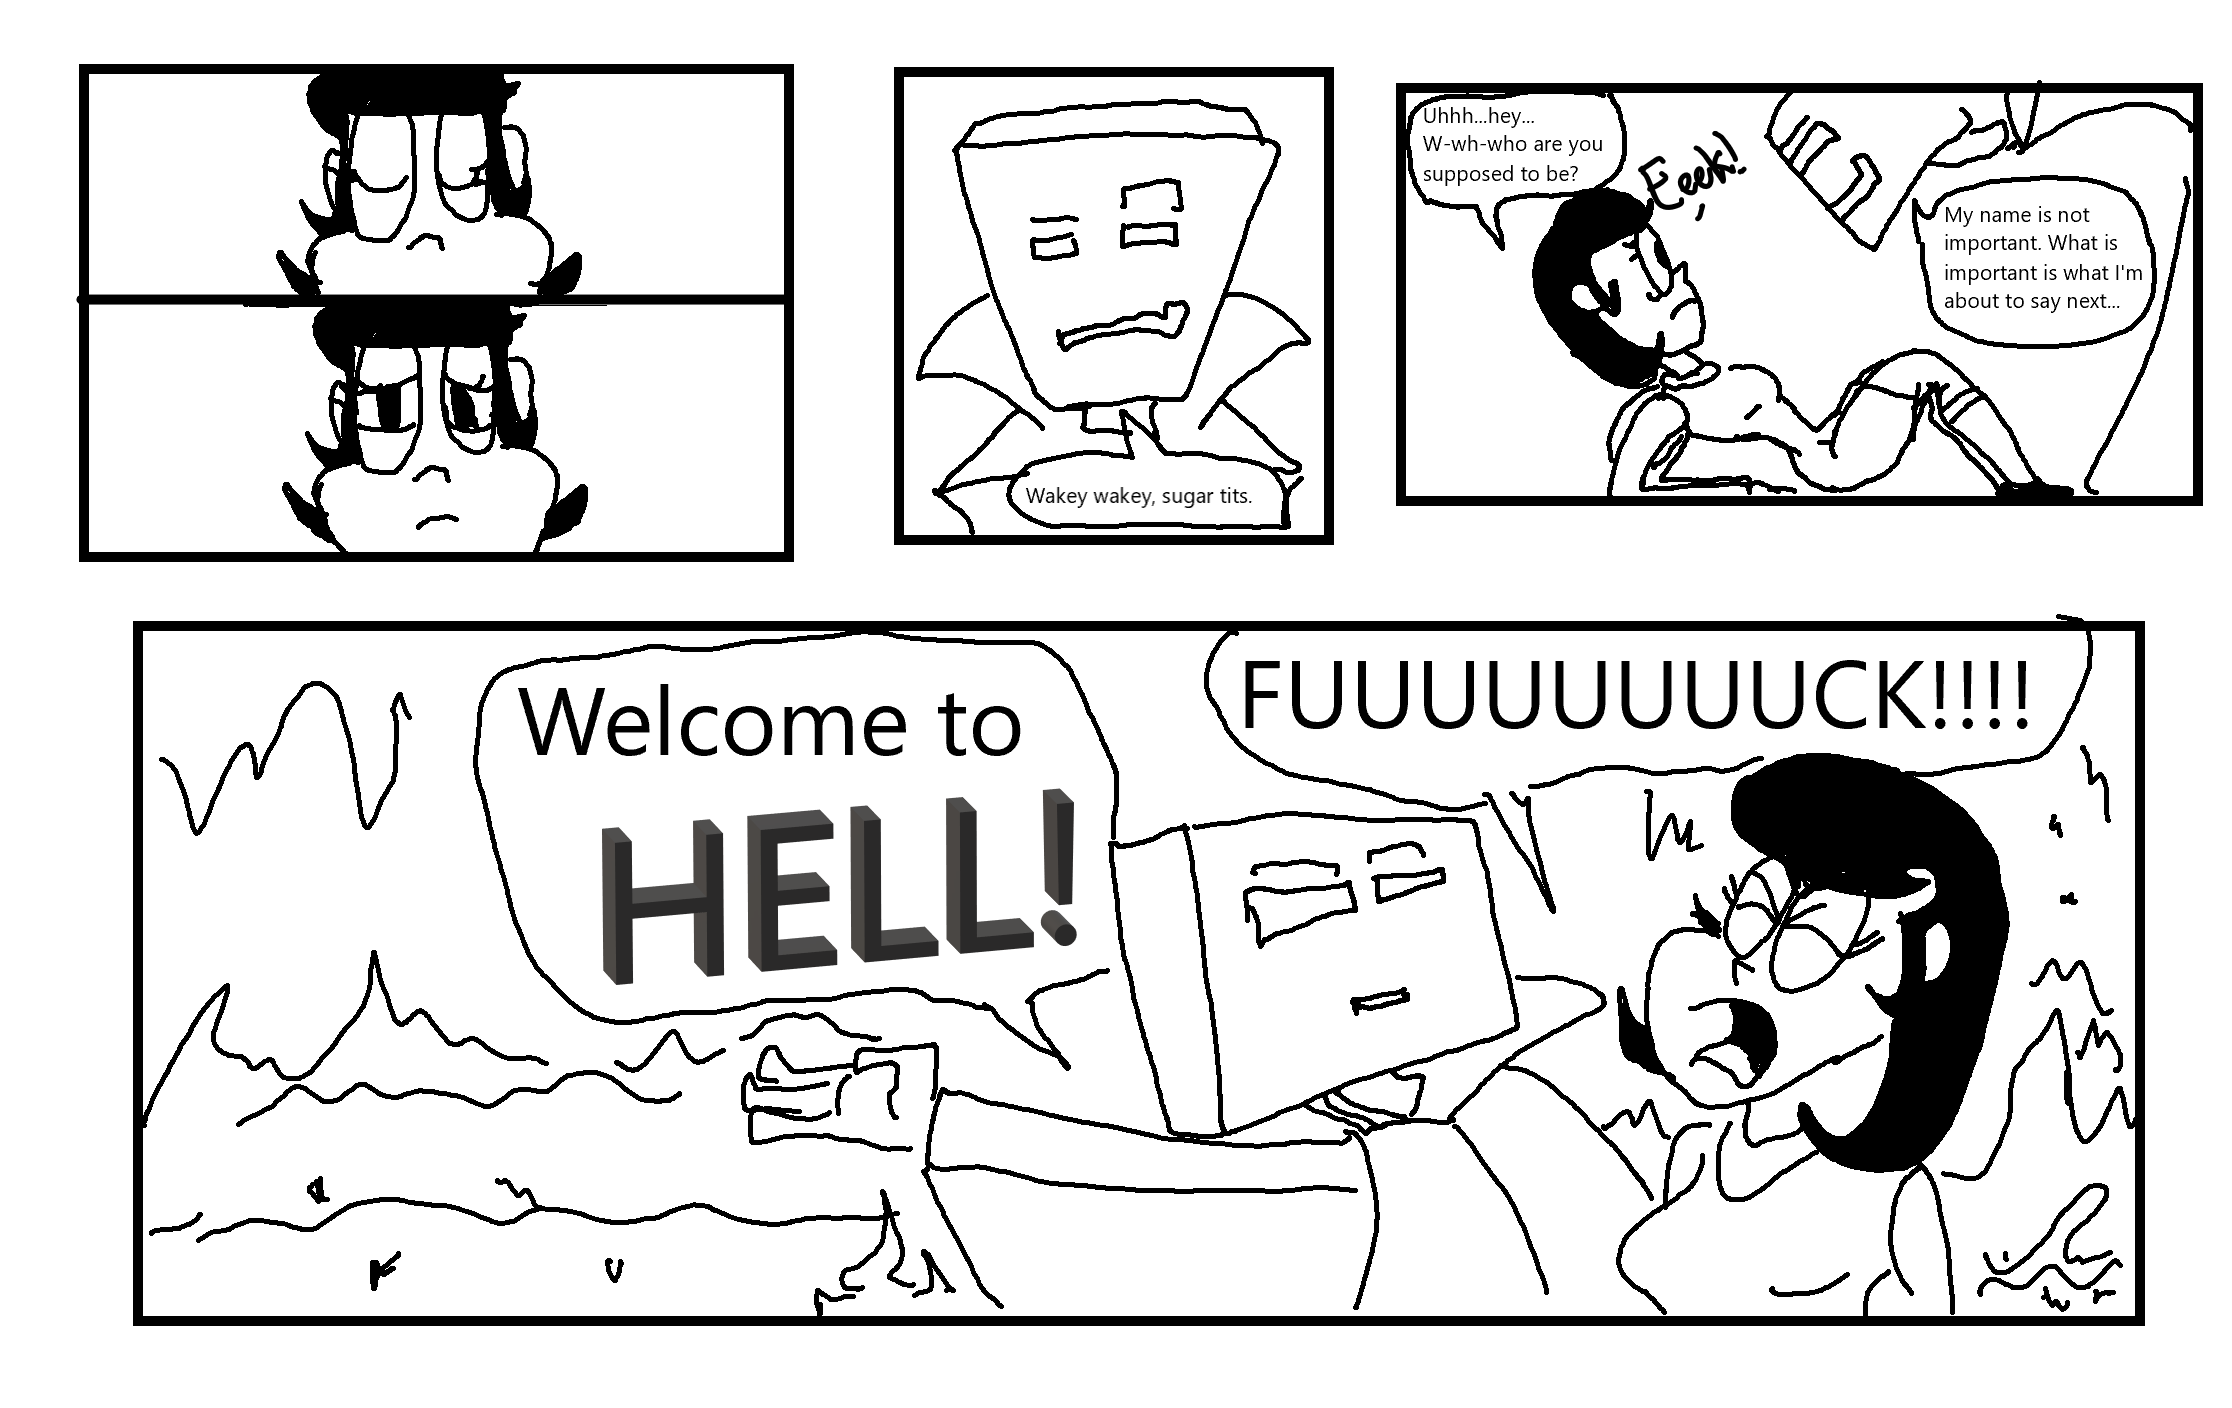 Wakey wakey, sugar tits.
Uhhh...hey...
W-wh-who are you
supposed to be?
Eeek!
My name is not
important. What is
important is what I'm
about to say next...
Welcome to
HELL!
FUUUUUUUUCK!!!!